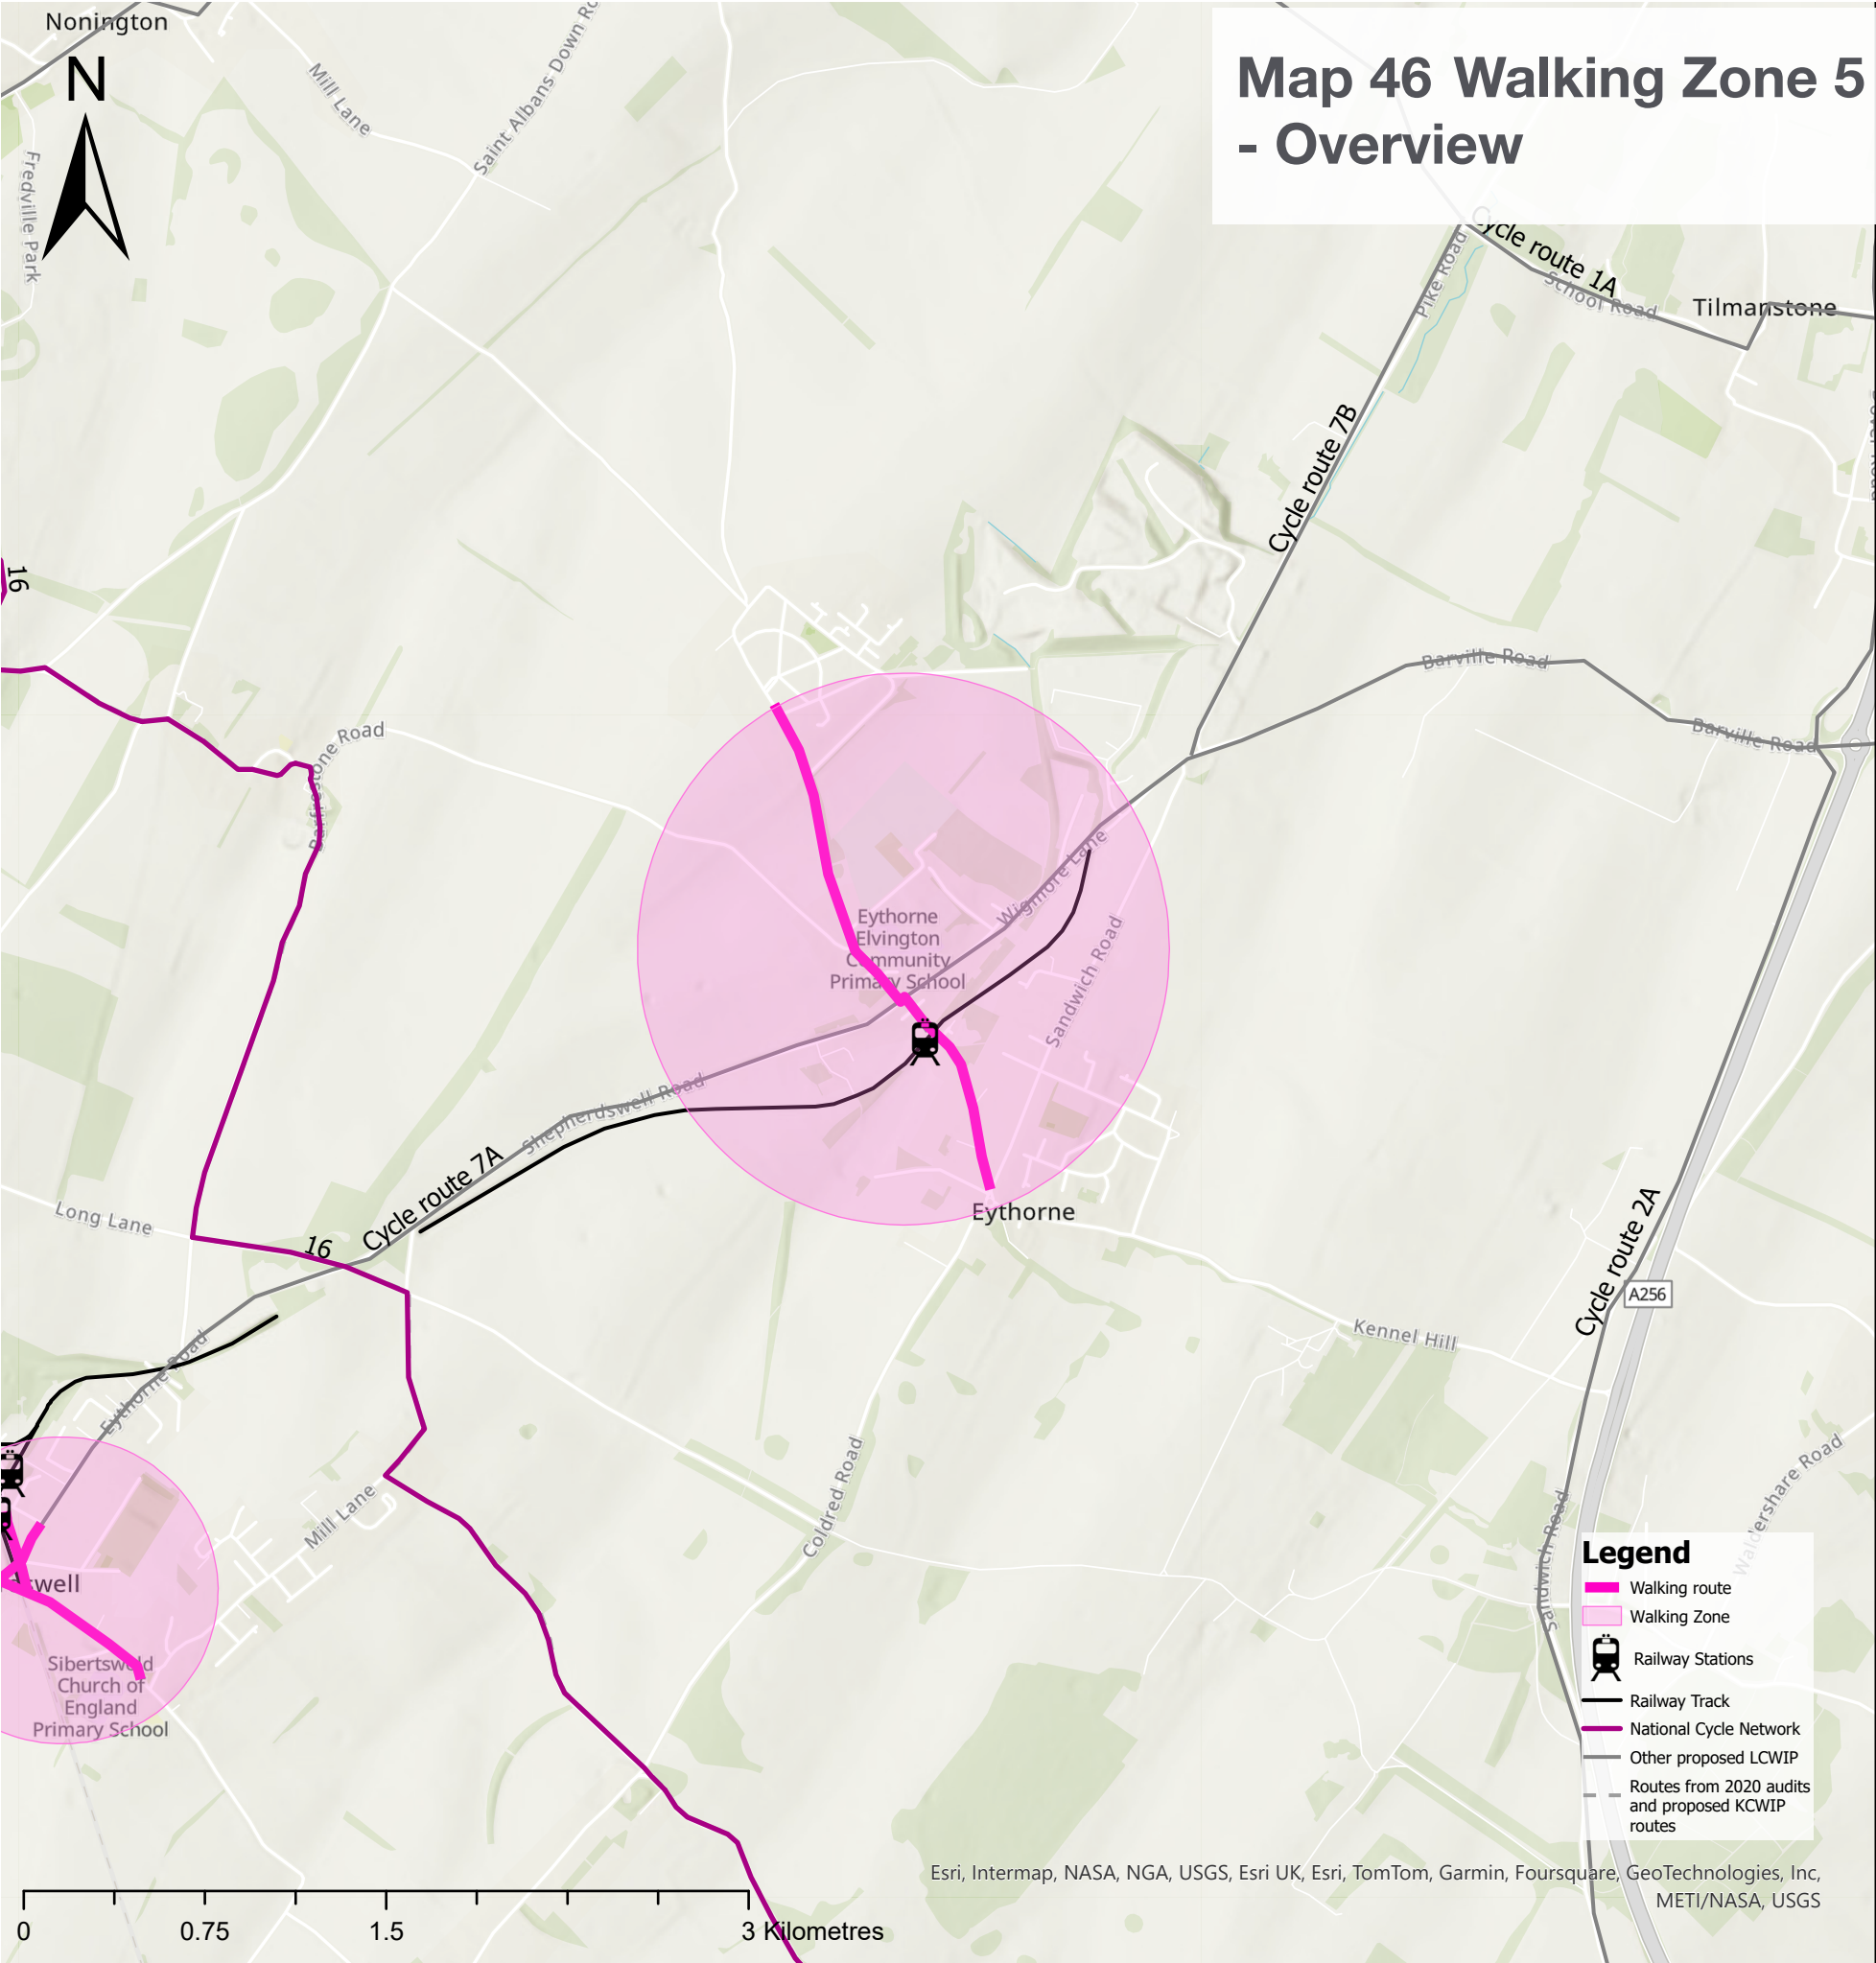 Nonington
Map 46 Walking Zone 5
- Overview
N
Mill Lane
Saint Albans Down
Fredville Park
Cycle route 1A
School Road
Pike Road
Tilmanstone
Cycle route 7B
16
Barville Road
Barville Road
Road
Wigmore Lane
Eythorne
Elvington
Community
Primary School
Sandwich Road
Shepherdswell Road
Cycle route 7A
Long Lane
16
Eythorne
Cycle route 2A
A256
Kennel Hill
Eythorne Road
Coldred Road
Mill Lane
Waldershare Road
Sandwich Road
Sibertswold
Church of
England
Primary School
Legend
Walking route
Walking Zone
Railway Stations
Railway Track
National Cycle Network
Other proposed LCWIP
Routes from 2020 audits
and proposed KCWIP
routes
Esri, Intermap, NASA, NGA, USGS, Esri UK, Esri, TomTom, Garmin, Foursquare, GeoTechnologies, Inc,
METI/NASA, USGS
0 0.75 1.5 3 Kilometres